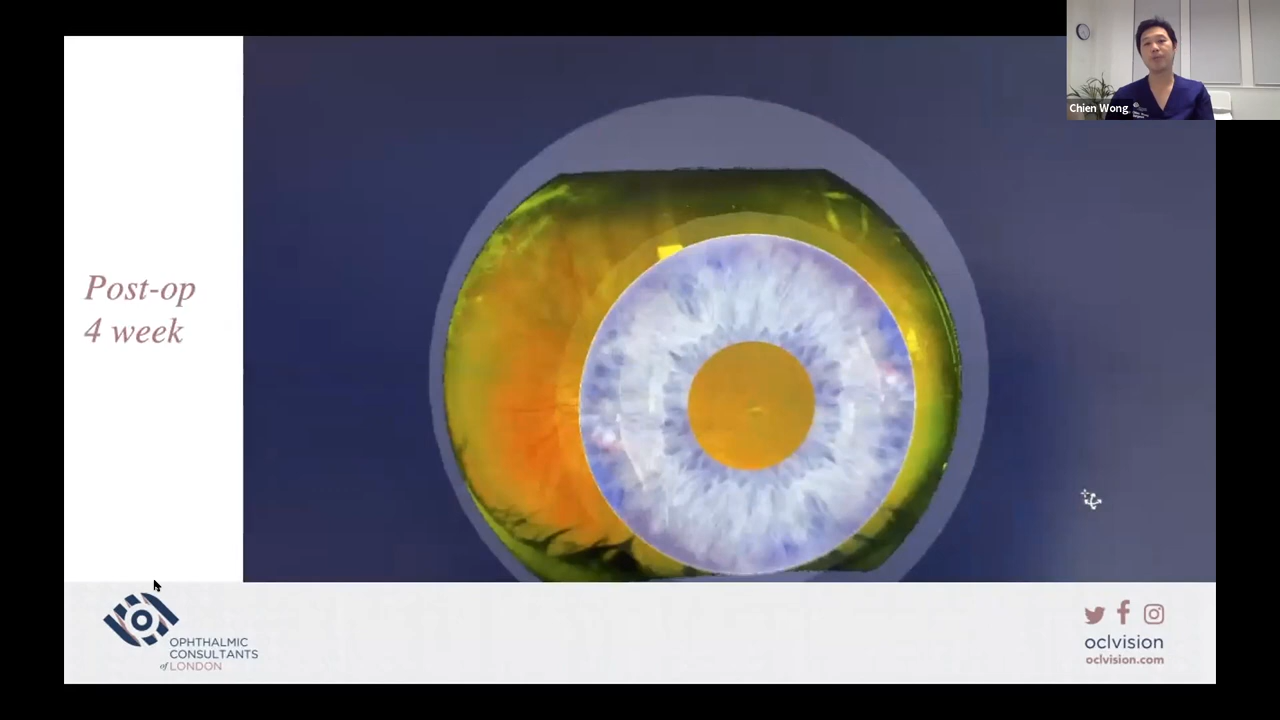 Chien Wong
Post-op
4 week
OPHTHALMIC
CONSULTANTS
of LONDON
oclvision
oclvision.com